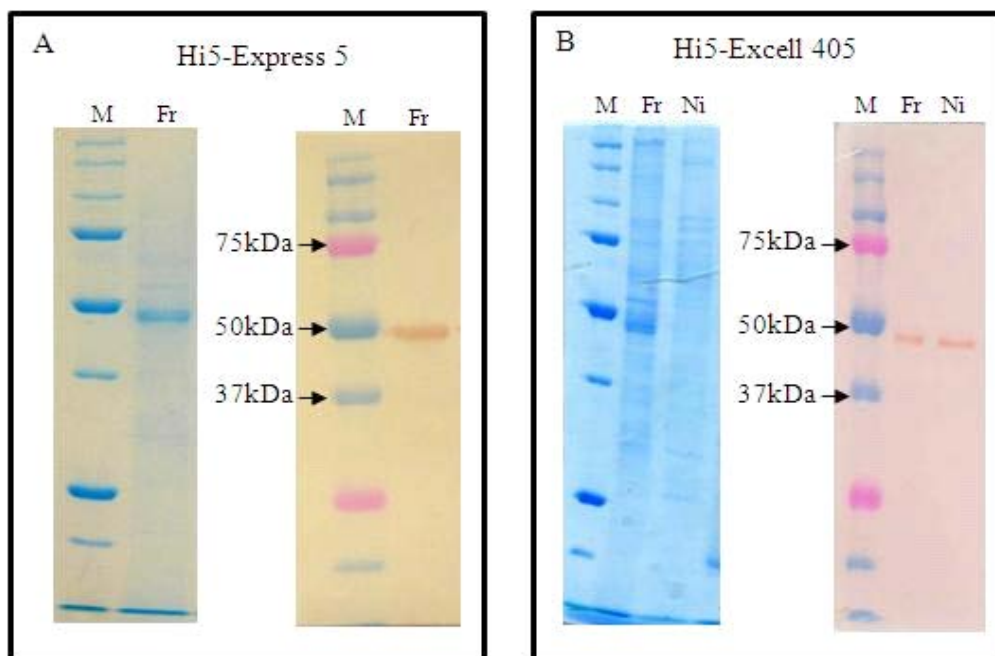 A
Hi5-Express 5
M Fr
M Fr
75kDa
50kDa
37kDa
B
Hi5-Excell 405
M Fr Ni
M Fr Ni
75kDa
50kDa
37kDa